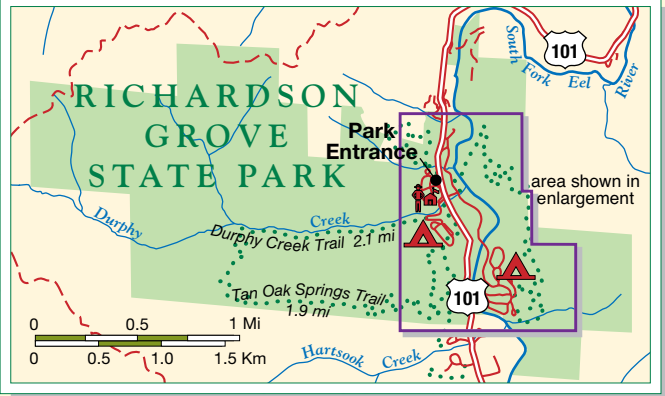 101
South Fork Eel River
RICHARDSON
GROVE
STATE PARK
Park
Entrance
area shown in
enlargement
Durphy Creek
Durphy Creek Trail 2.1 mi
Tan Oak Springs Trail
1.9 mi
101
0 0.5 1 Mi
0 0.5 1.0 1.5 Km
Hartsook Creek